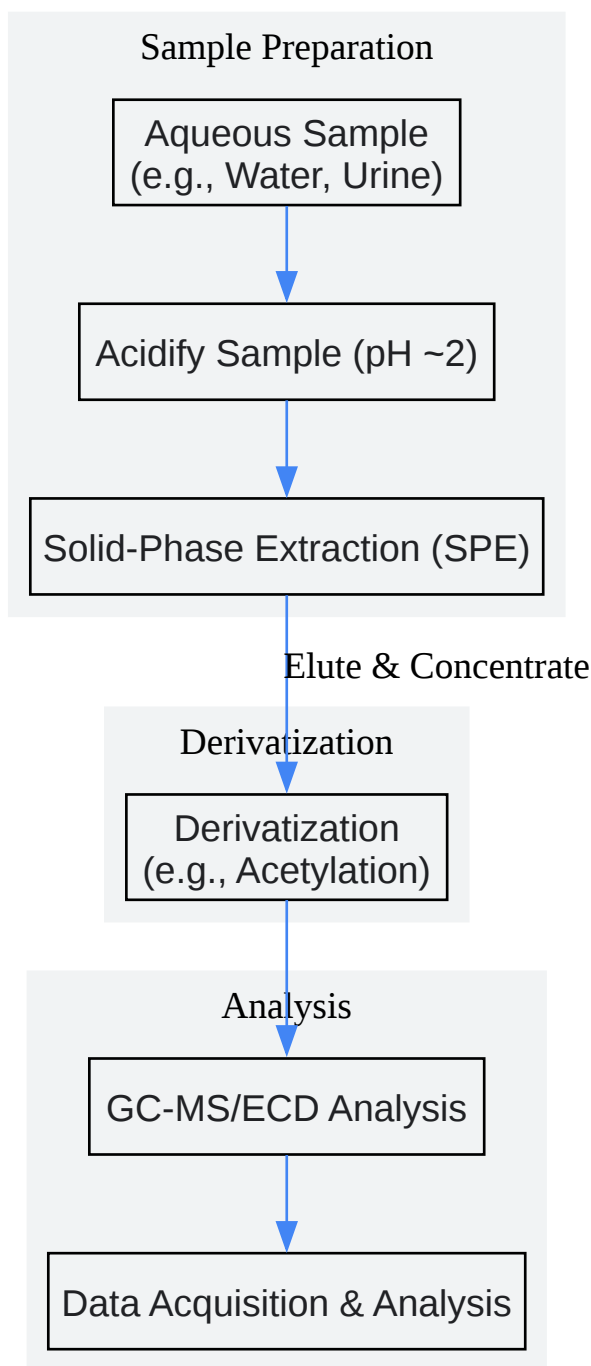 Sample Preparation
Aqueous Sample
(e.g., Water, Urine)
Acidify Sample (pH ~2)
Solid-Phase Extraction (SPE)
Elute & Concentrate
Derivatization
Derivatization
(e.g., Acetylation)
Analysis
GC-MS/ECD Analysis
Data Acquisition & Analysis